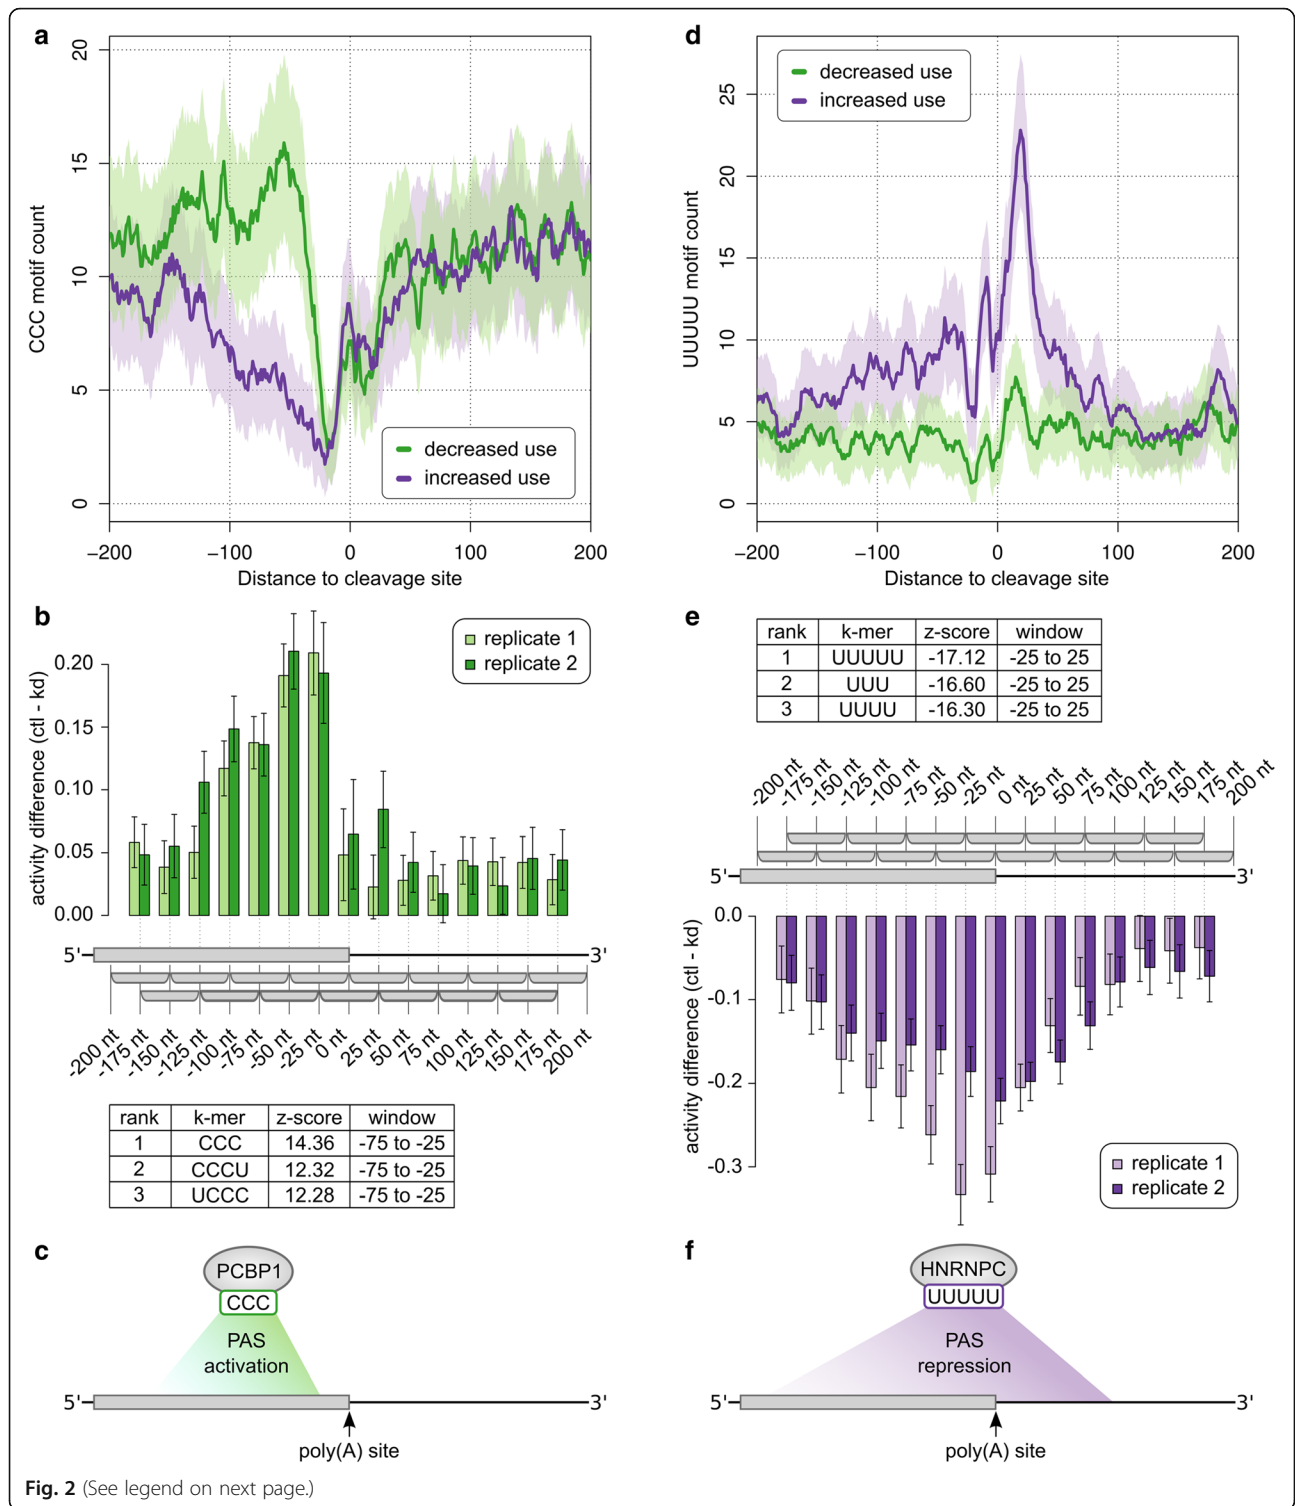 a
20
15
10
5
0
CCC motif count
decreased use
increased use
−200 −100 0 100 200
Distance to cleavage site
d
25
20
15
10
5
0
UUUUU motif count
decreased use
increased use
−200 −100 0 100 200
Distance to cleavage site
b
replicate 1
replicate 2
0.20
0.15
0.10
0.05
0.00
activity difference (ctl - kd)
5' 3'
-200 nt -175 nt -150 nt -125 nt -100 nt -75 nt -50 nt -25 nt 0 nt 25 nt 50 nt 75 nt 100 nt 125 nt 150 nt 175 nt 200 nt
rank k-mer z-score window
1 CCC 14.36 -75 to -25
2 CCCU 12.32 -75 to -25
3 UCCC 12.28 -75 to -25
e
rank k-mer z-score window
1 UUUUU -17.12 -25 to 25
2 UUU -16.60 -25 to 25
3 UUUU -16.30 -25 to 25
-200 nt -175 nt -150 nt -125 nt -100 nt -75 nt -50 nt -25 nt 0 nt 25 nt 50 nt 75 nt 100 nt 125 nt 150 nt 175 nt 200 nt
5' 3'
0.0
-0.1
-0.2
-0.3
activity difference (ctl - kd)
replicate 1
replicate 2
c
PCBP1
CCC
PAS
activation
5' 3'
poly(A) site
f
HNRNPC
UUUUU
PAS
repression
5' 3'
poly(A) site
Fig. 2 (See legend on next page.)